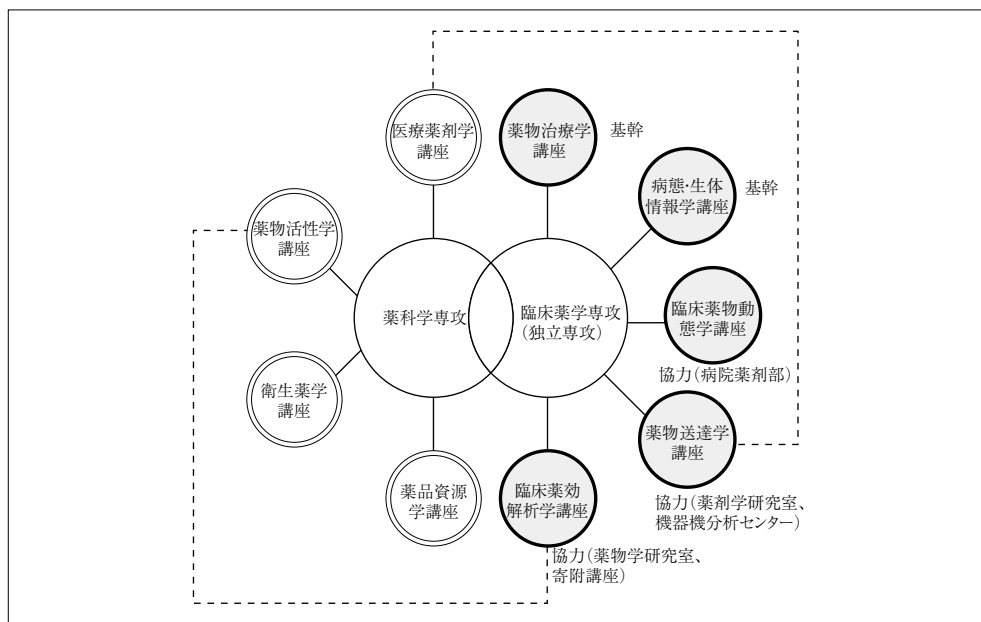 医療薬剤学
講座
薬物治療学
講座
基幹
病態・生体
情報学講座
基幹
薬物活性学
講座
薬科学専攻
臨床薬学専攻
(独立専攻)
臨床薬物動
態学講座
協力(病院薬剤部)
衛生薬学
講座
薬物送達学
講座
協力(薬剤学研究室、
機器機分析センター)
薬品資源
学講座
臨床薬効
解析学講座
協力(薬物学研究室、
寄附講座)